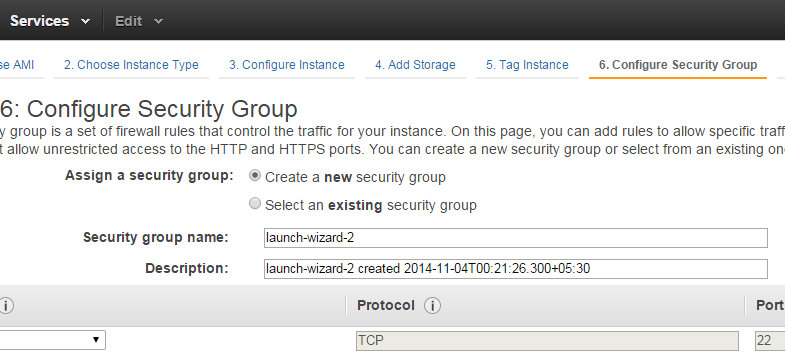 Services Edit
se AMI 2. Choose Instance Type 3. Configure Instance 4. Add Storage 5. Tag Instance 6. Configure Security Group
6: Configure Security Group
y group is a set of firewall rules that control the traffic for your instance. On this page, you can add rules to allow specific traff
t allow unrestricted access to the HTTP and HTTPS ports. You can create a new security group or select from an existing one
Assign a security group: Create a new security group
Select an existing security group
Security group name: launch-wizard-2
Description: launch-wizard-2 created 2014-11-04T00:21:26.300+05:30
Protocol Port
TCP 22